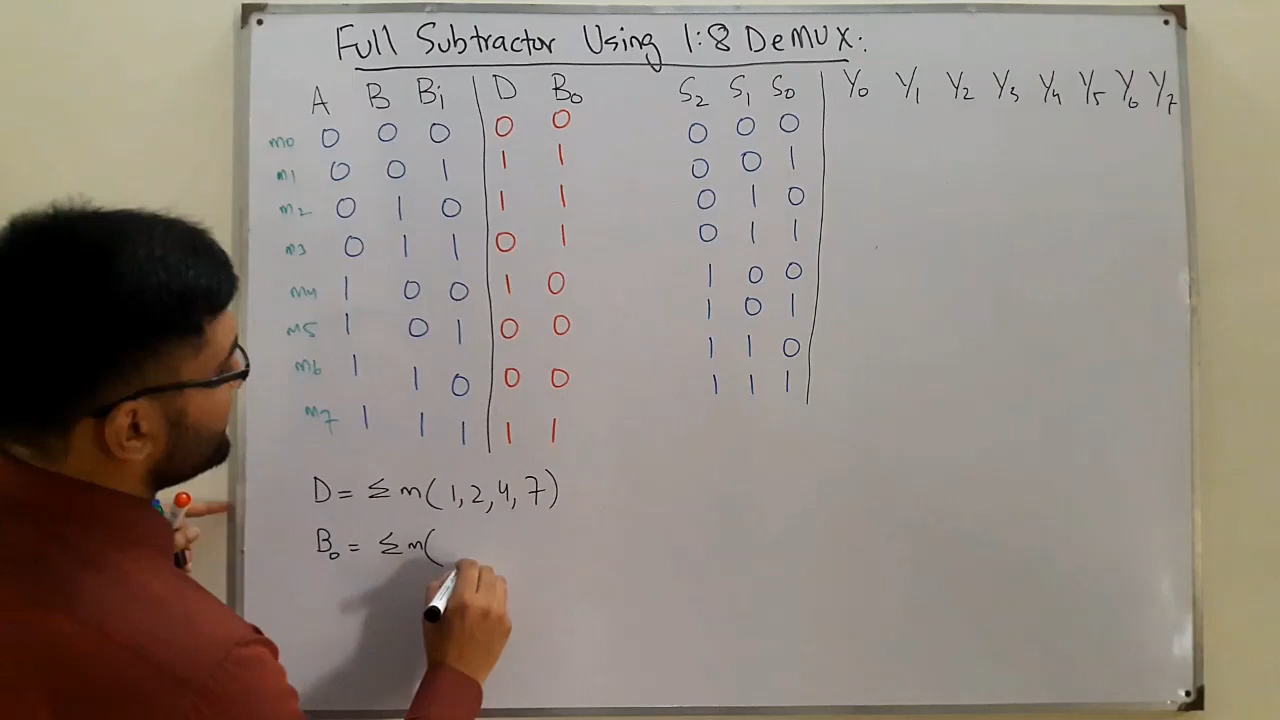 Full Subtractor Using 1:8 DeMUX:
A B Bi D B₀ S₂ S₁ S₀ Y₀ Y₁ Y₂ Y₃ Y₄ Y₅ Y₆ Y₇
m0 0 0 0 0 0 0 0 0
m1 0 0 1 1 1 0 0 1
m2 0 1 0 1 1 0 1 0
m3 0 1 1 0 1 0 1 1
m4 1 0 0 1 0 1 0 0
m5 1 0 1 0 0 1 0 1
m6 1 1 0 0 0 1 1 0
m7 1 1 1 1 1 1 1 1
D = Σ m(1,2,4,7)
B₀ = Σ m(